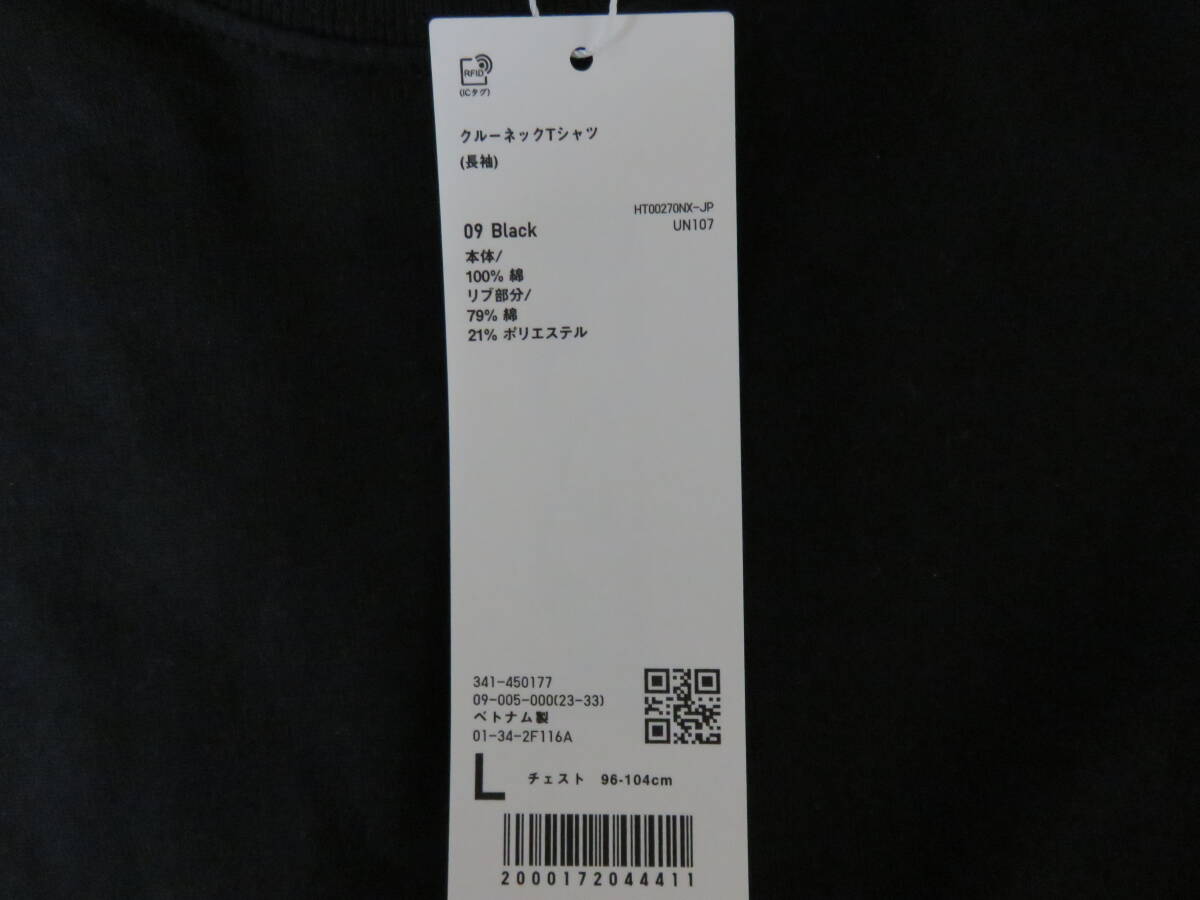 RFID
(ICタグ)
クルーネックTシャツ
(長袖)
HT00270NX-JP
UN107
09 Black
本体/
100% 綿
リブ部分/
79% 綿
21% ポリエステル
341-450177
09-005-000(23-33)
ベトナム製
01-34-2F116A
L チェスト 96-104cm
2000172044411